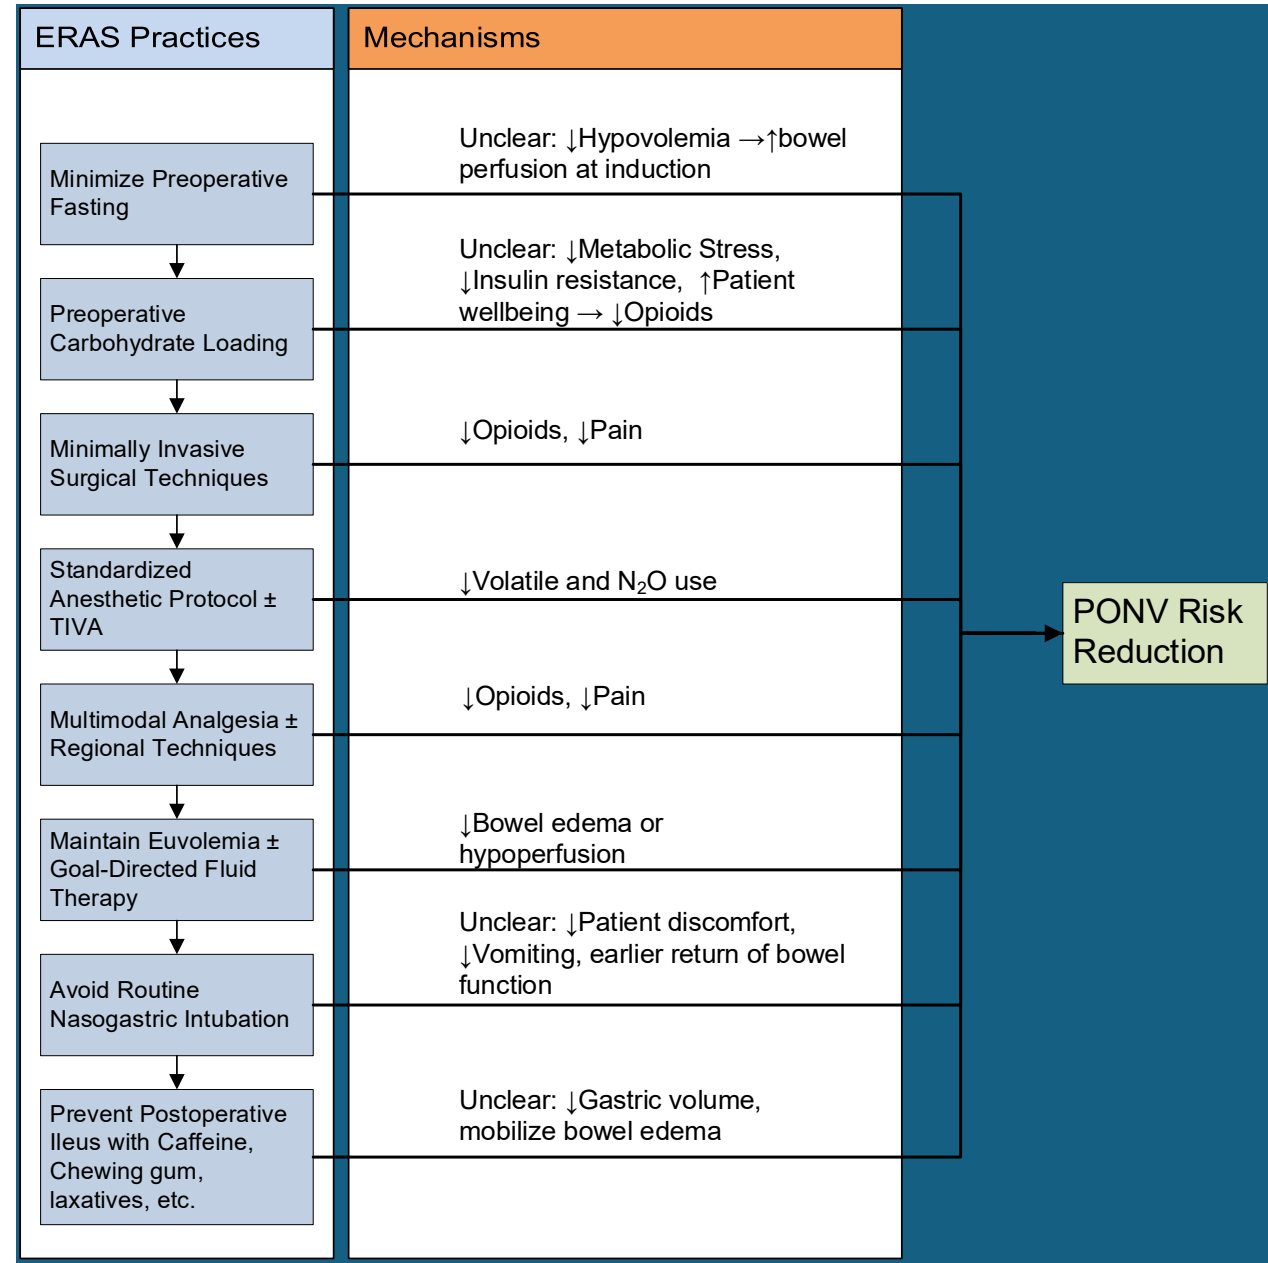 ERAS Practices
Mechanisms
Minimize Preoperative
Fasting
Unclear: ↓Hypovolemia →↑bowel
perfusion at induction
Preoperative
Carbohydrate Loading
Unclear: ↓Metabolic Stress,
↓Insulin resistance, ↑Patient
wellbeing → ↓Opioids
Minimally Invasive
Surgical Techniques
↓Opioids, ↓Pain
Standardized
Anesthetic Protocol ±
TIVA
↓Volatile and N₂O use
Multimodal Analgesia ±
Regional Techniques
↓Opioids, ↓Pain
Maintain Euvolemia ±
Goal-Directed Fluid
Therapy
↓Bowel edema or
hypoperfusion
Avoid Routine
Nasogastric Intubation
Unclear: ↓Patient discomfort,
↓Vomiting, earlier return of bowel
function
Prevent Postoperative
Ileus with Caffeine,
Chewing gum,
laxatives, etc.
Unclear: ↓Gastric volume,
mobilize bowel edema
PONV Risk
Reduction